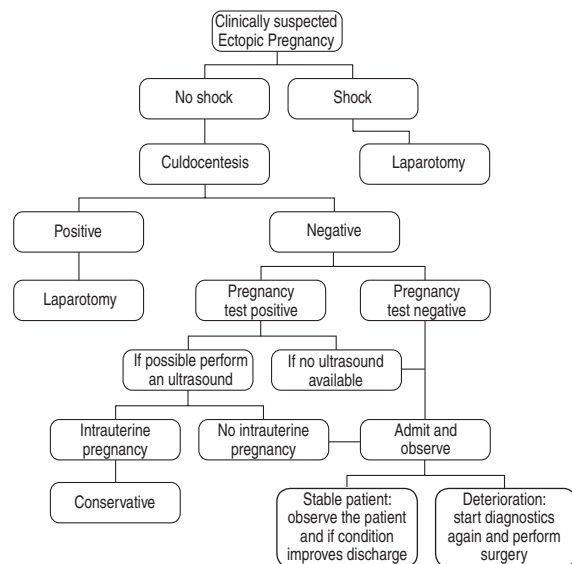 Clinically suspected
Ectopic Pregnancy
No shock
Shock
Culdocentesis
Laparotomy
Positive
Negative
Laparotomy
Pregnancy
test positive
Pregnancy
test negative
If possible perform
an ultrasound
If no ultrasound
available
Intrauterine
pregnancy
No intrauterine
pregnancy
Admit and
observe
Conservative
Stable patient:
observe the patient
and if condition
improves discharge
Deterioration:
start diagnostics
again and perform
surgery